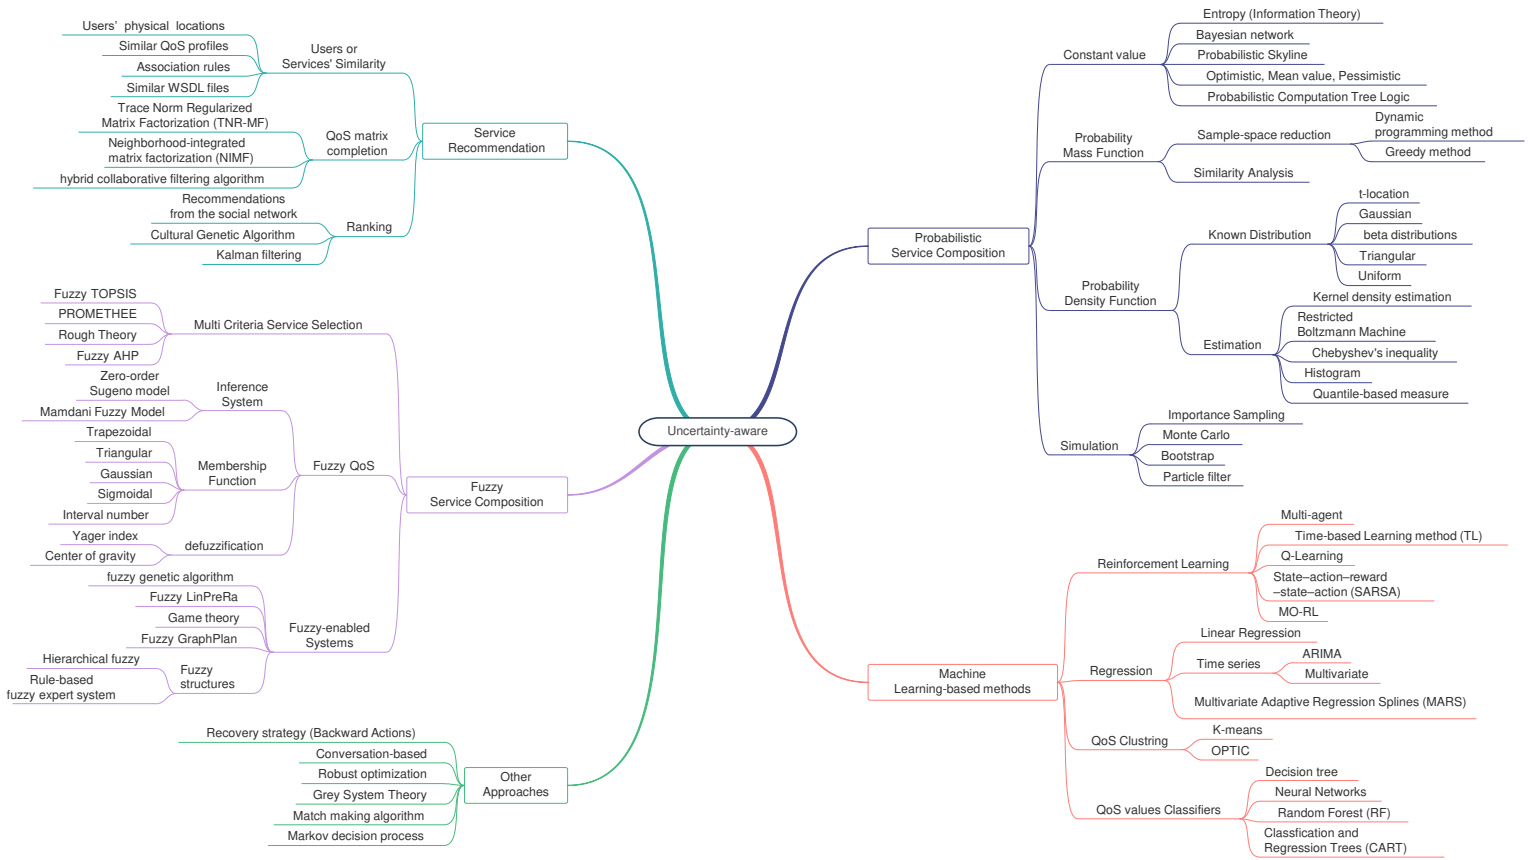 Uncertainty-aware
Service
Recommendation
Users or
Services' Similarity
Users' physical locations
Similar QoS profiles
Association rules
Similar WSDL files
QoS matrix
completion
Trace Norm Regularized
Matrix Factorization (TNR-MF)
Neighborhood-integrated
matrix factorization (NIMF)
hybrid collaborative filtering algorithm
Ranking
Recommendations
from the social network
Cultural Genetic Algorithm
Kalman filtering
Fuzzy
Service Composition
Multi Criteria Service Selection
Fuzzy TOPSIS
PROMETHEE
Rough Theory
Fuzzy AHP
Fuzzy QoS
Inference
System
Zero-order
Sugeno model
Mamdani Fuzzy Model
Membership
Function
Trapezoidal
Triangular
Gaussian
Sigmoidal
Interval number
defuzzification
Yager index
Center of gravity
Fuzzy-enabled
Systems
fuzzy genetic algorithm
Fuzzy LinPreRa
Game theory
Fuzzy GraphPlan
Fuzzy
structures
Hierarchical fuzzy
Rule-based
fuzzy expert system
Other
Approaches
Recovery strategy (Backward Actions)
Conversation-based
Robust optimization
Grey System Theory
Match making algorithm
Markov decision process
Probabilistic
Service Composition
Constant value
Entropy (Information Theory)
Bayesian network
Probabilistic Skyline
Optimistic, Mean value, Pessimistic
Probabilistic Computation Tree Logic
Probability
Mass Function
Sample-space reduction
Dynamic
programming method
Greedy method
Similarity Analysis
Probability
Density Function
Known Distribution
t-location
Gaussian
beta distributions
Triangular
Uniform
Estimation
Kernel density estimation
Restricted
Boltzmann Machine
Chebyshev's inequality
Histogram
Quantile-based measure
Simulation
Importance Sampling
Monte Carlo
Bootstrap
Particle filter
Machine
Learning-based methods
Reinforcement Learning
Multi-agent
Time-based Learning method (TL)
Q-Learning
State–action–reward
–state–action (SARSA)
MO-RL
Regression
Linear Regression
Time series
ARIMA
Multivariate
Multivariate Adaptive Regression Splines (MARS)
QoS Clustring
K-means
OPTIC
QoS values Classifiers
Decision tree
Neural Networks
Random Forest (RF)
Classfication and
Regression Trees (CART)